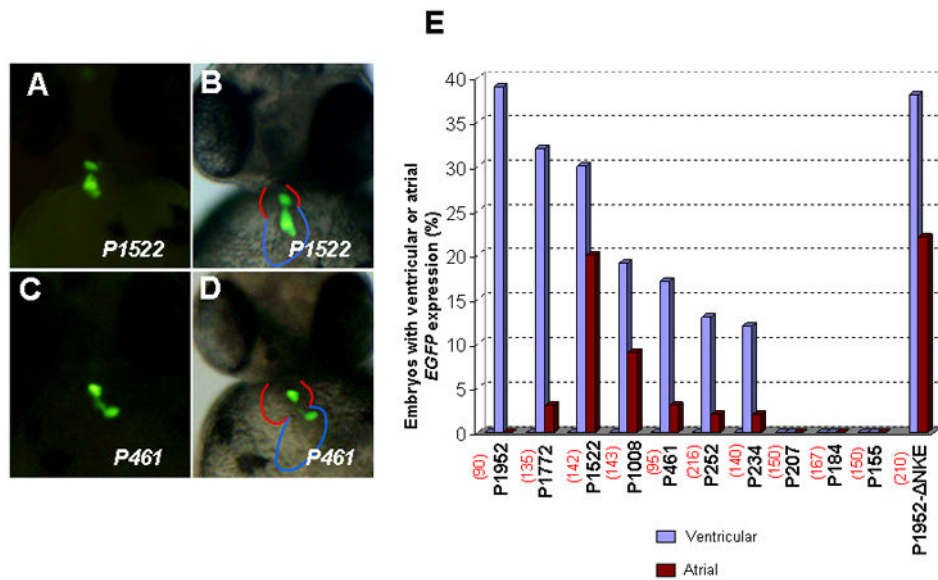 E
A
B
P1522
P1522
C
D
P461
P461
Embryos with ventricular or atrial
EGFP expression (%)
40
35
30
25
20
15
10
5
0
(90) P1952
(135) P1772
(142) P1522
(143) P1008
(95) P461
(216) P252
(140) P234
(150) P207
(167) P184
(150) P155
(210) P1952-ΔNKE
Ventricular
Atrial